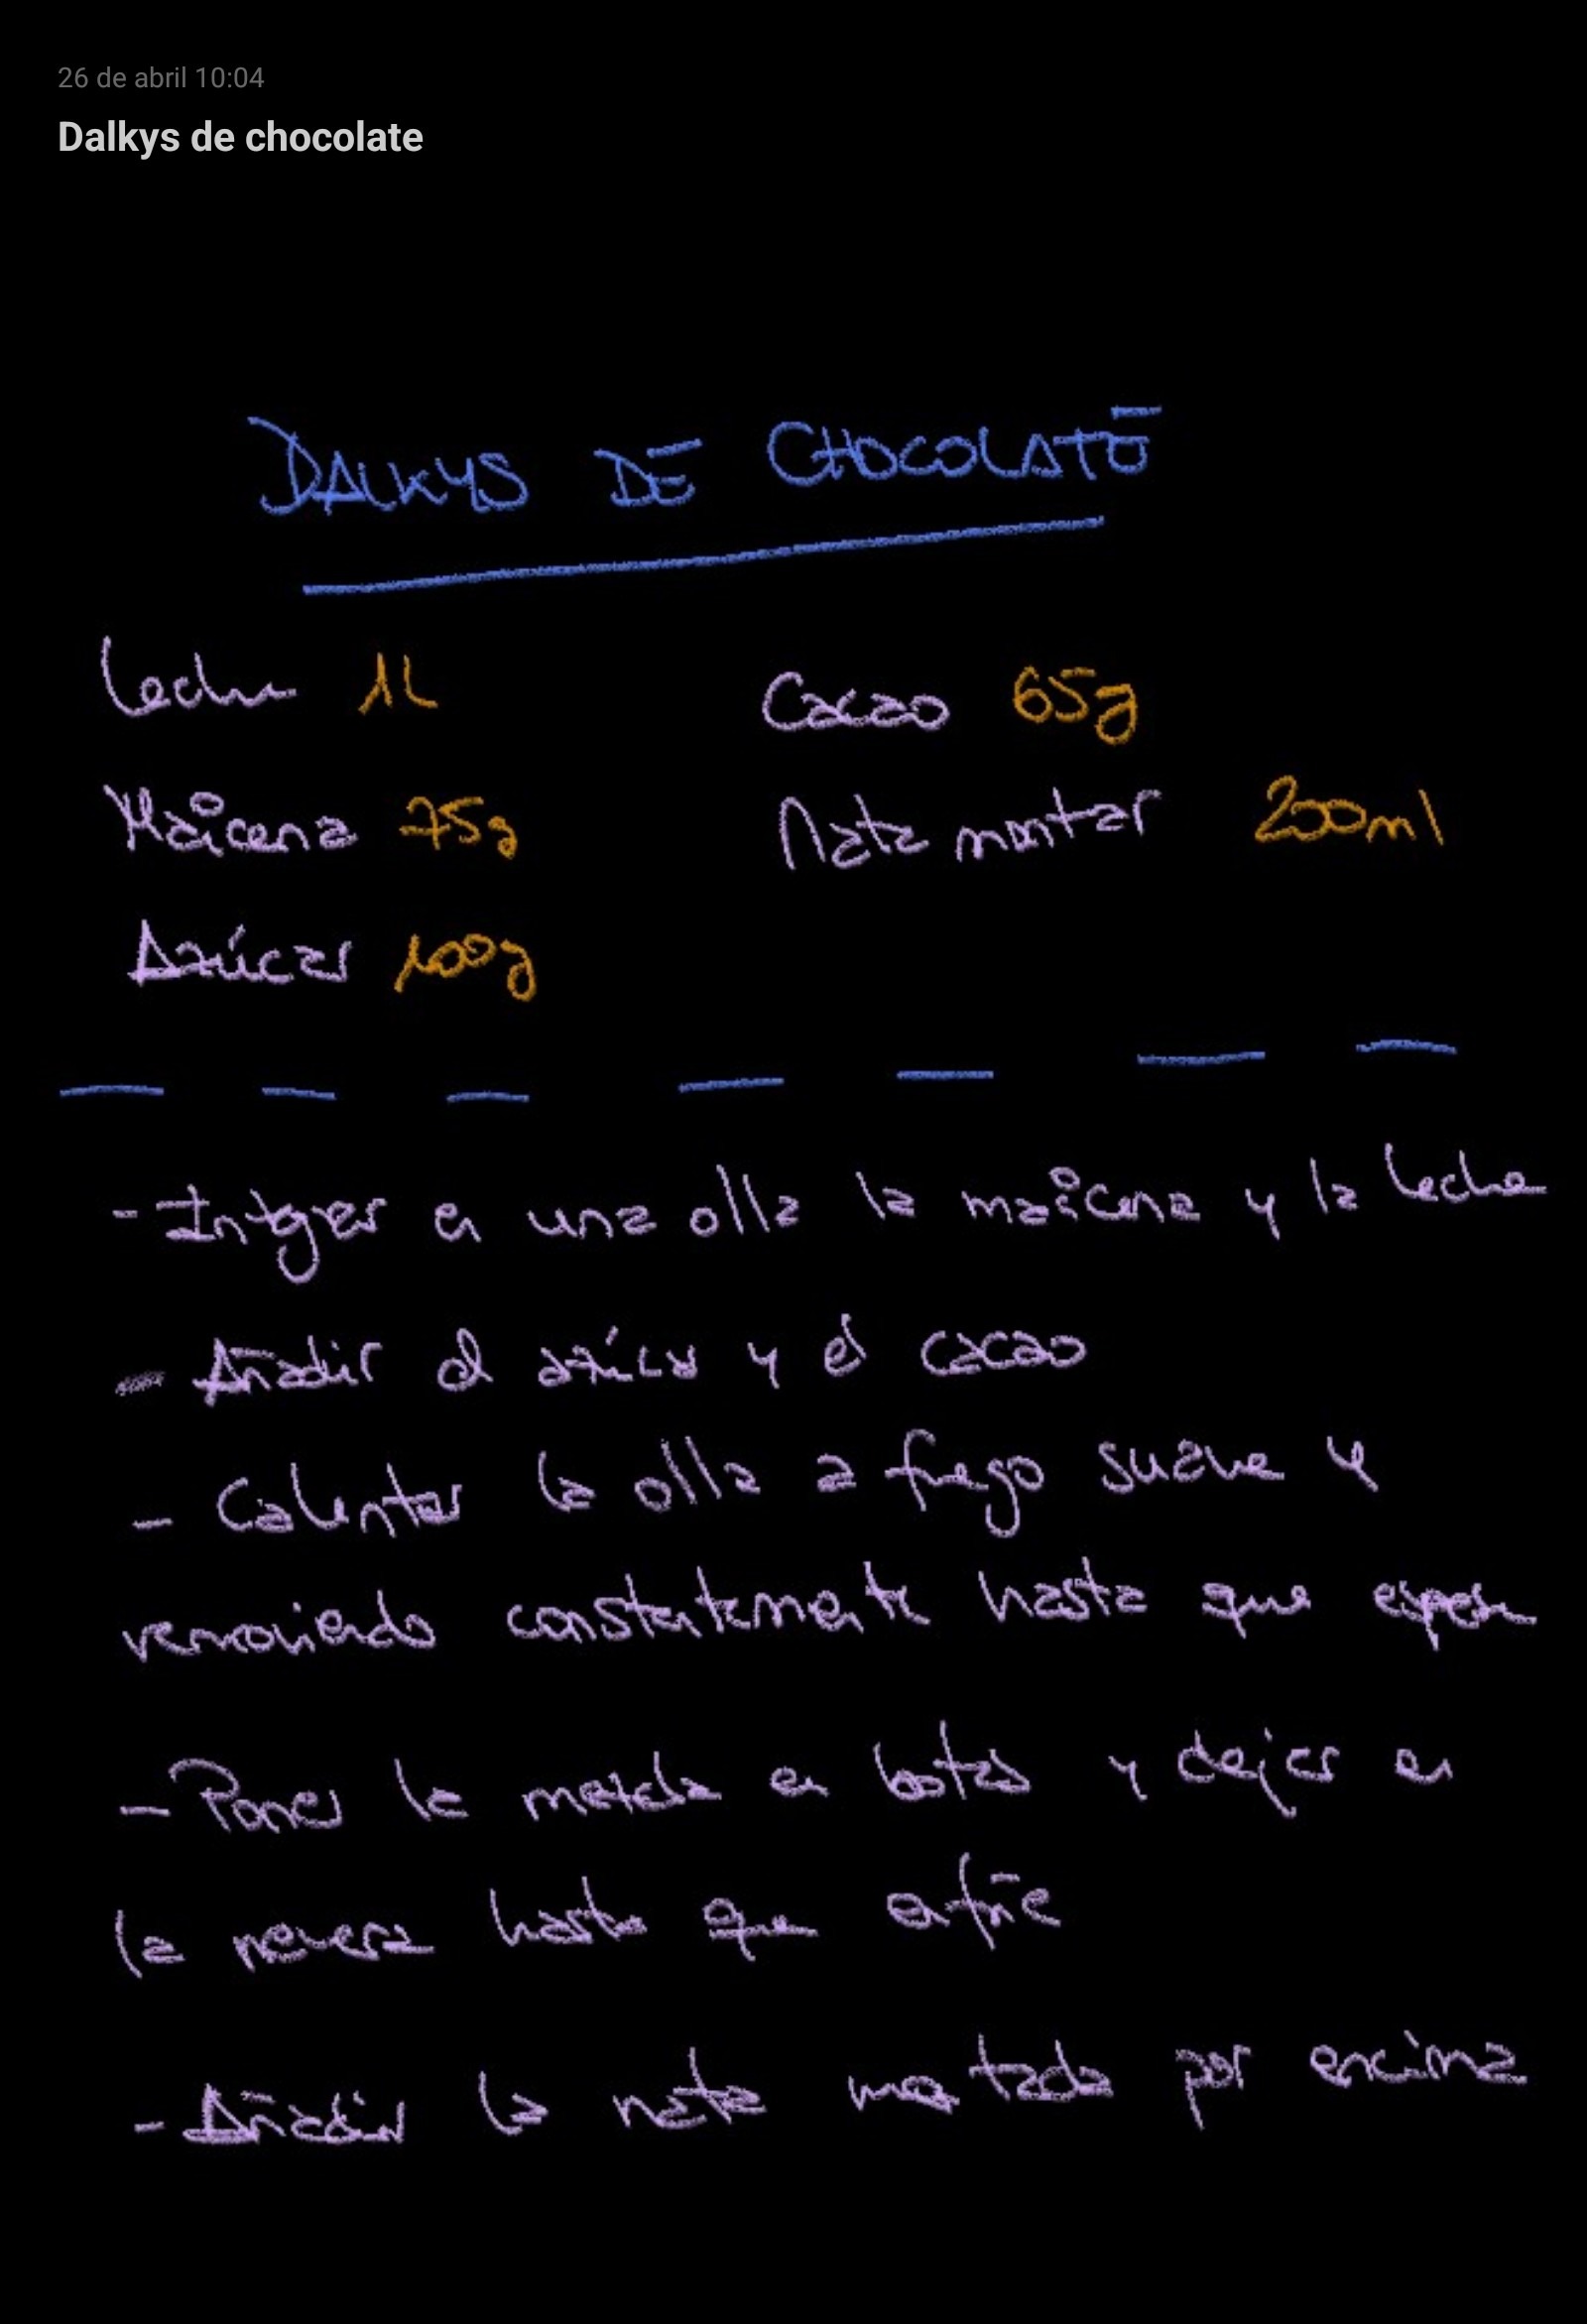 26 de abril 10:04
Dalkys de chocolate
DALKYS DE CHOCOLATE
Leche 1L Cacao 65g
Maicena 75g Nata montar 200ml
Azúcar 100g
- Integrar en una olla la maicena y la leche
- Añadir el azúcar y el cacao
- Calentar la olla a fuego suave y
removiendo constantemente hasta que espese
- Poner la mezcla en botes y dejar en
la nevera hasta que enfríe
- Añadir la nata montada por encima